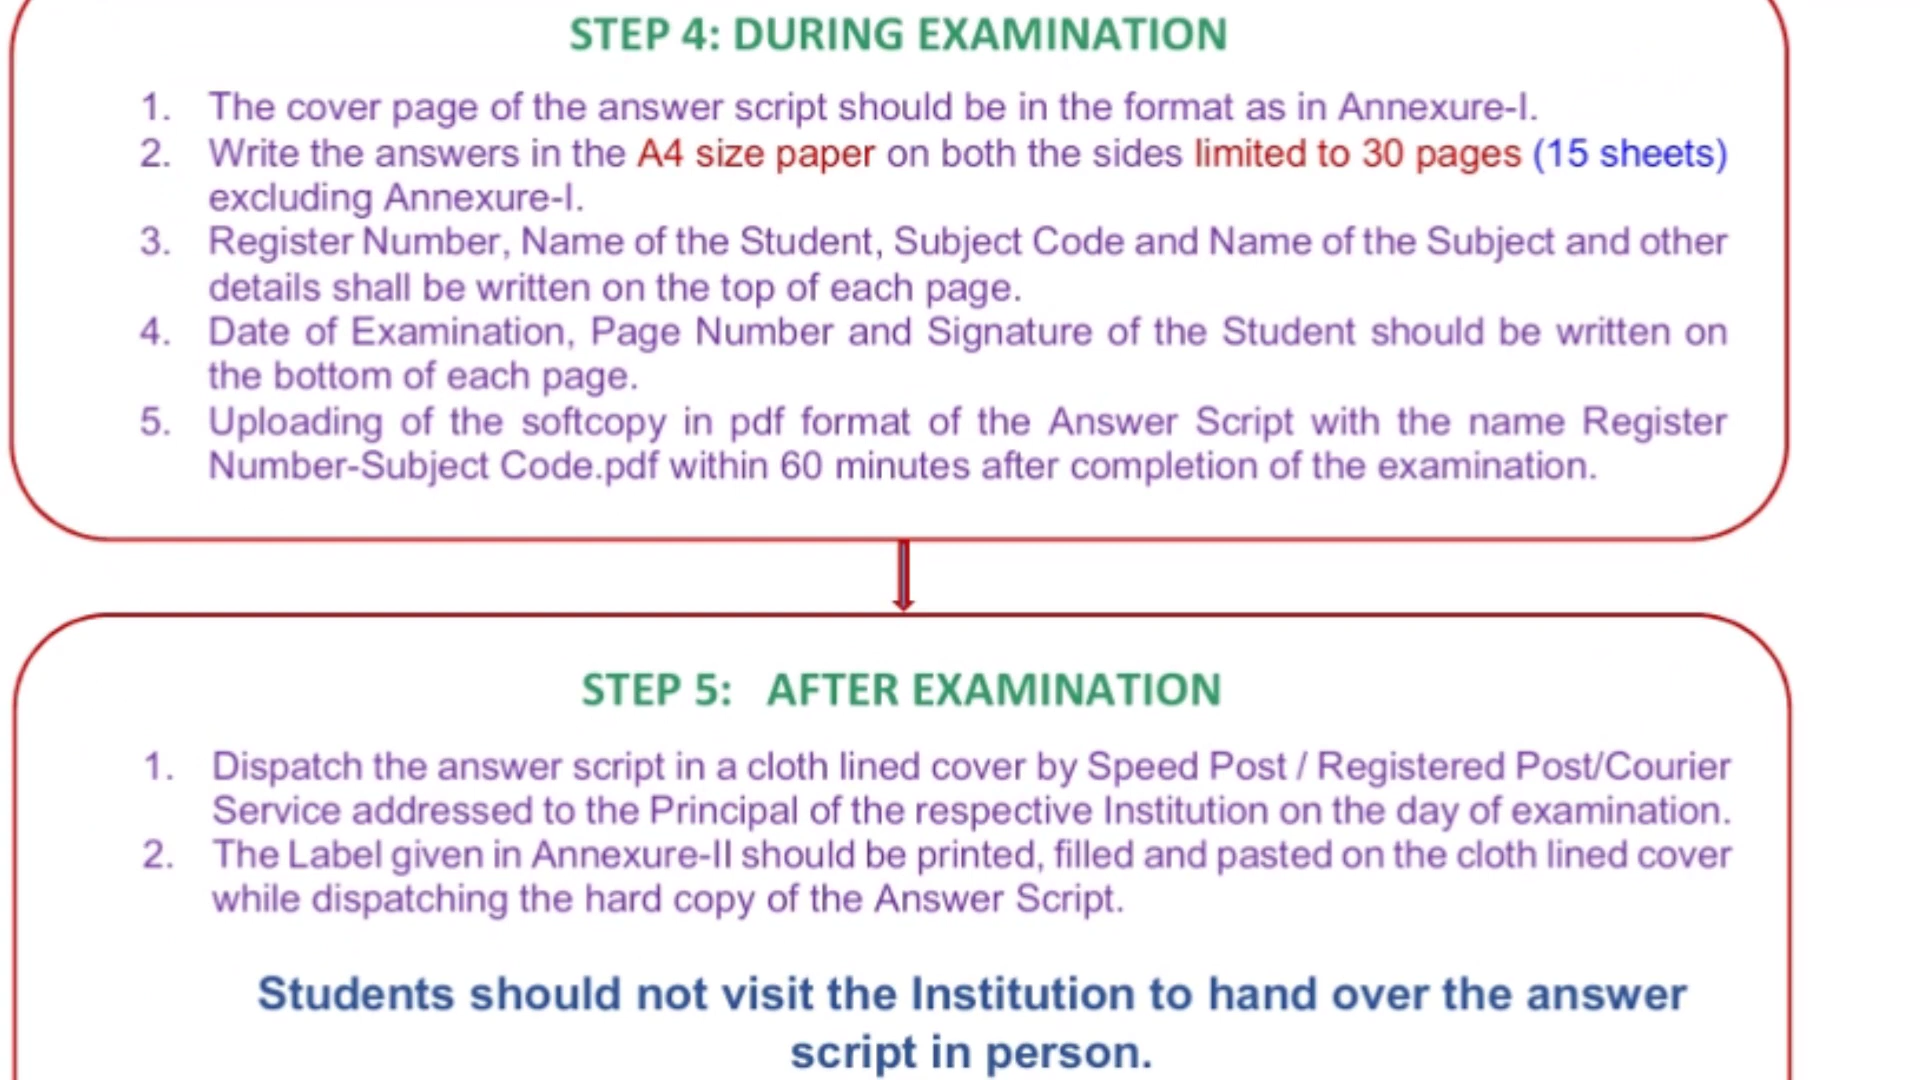 STEP 4: DURING EXAMINATION
1. The cover page of the answer script should be in the format as in Annexure-I.
2. Write the answers in the A4 size paper on both the sides limited to 30 pages (15 sheets)
excluding Annexure-I.
3. Register Number, Name of the Student, Subject Code and Name of the Subject and other
details shall be written on the top of each page.
4. Date of Examination, Page Number and Signature of the Student should be written on
the bottom of each page.
5. Uploading of the softcopy in pdf format of the Answer Script with the name Register
Number-Subject Code.pdf within 60 minutes after completion of the examination.
STEP 5: AFTER EXAMINATION
1. Dispatch the answer script in a cloth lined cover by Speed Post / Registered Post/Courier
Service addressed to the Principal of the respective Institution on the day of examination.
2. The Label given in Annexure-II should be printed, filled and pasted on the cloth lined cover
while dispatching the hard copy of the Answer Script.
Students should not visit the Institution to hand over the answer
script in person.